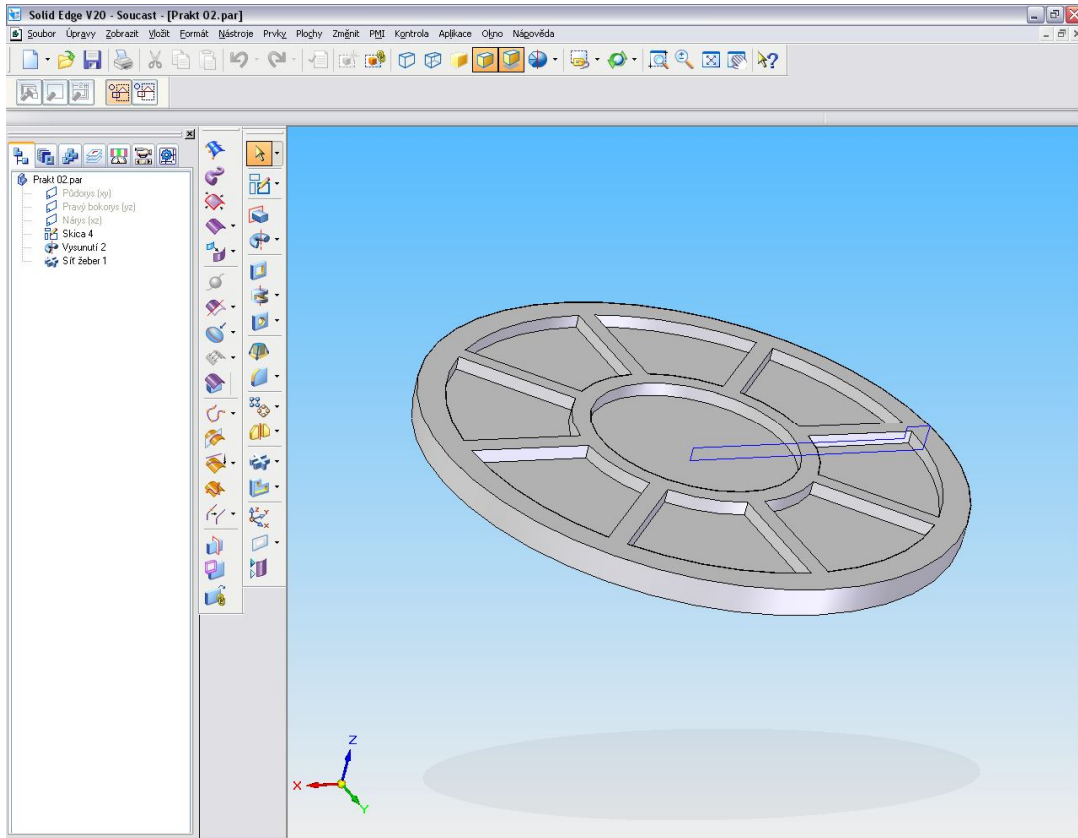 Solid Edge V20 - Soucast - [Prakt 02.par]
Soubor Úpravy Zobrazit Vložit Formát Nástroje Prvky Plochy Změnit PMI Kontrola Aplikace Okno Nápověda
Prakt 02.par
Půdorys (xy)
Pravý bokorys (yz)
Nárys (xz)
Skica 4
Vysunutí 2
Síť žeber 1
Z
X
Y